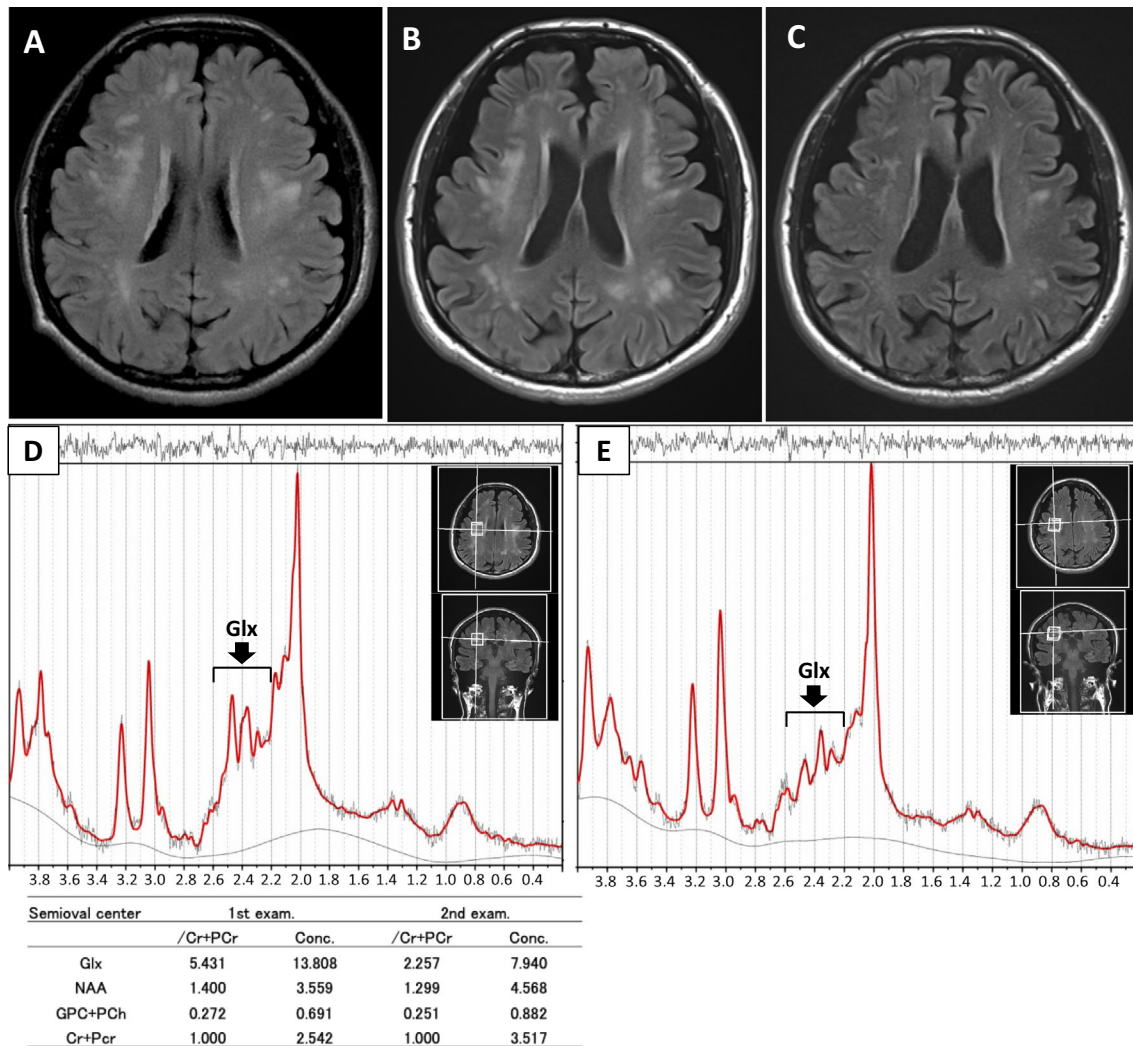 A
B
C
D
E
Glx
Glx
3.8 3.6 3.4 3.2 3.0 2.8 2.6 2.4 2.2 2.0 1.8 1.6 1.4 1.2 1.0 0.8 0.6 0.4
3.8 3.6 3.4 3.2 3.0 2.8 2.6 2.4 2.2 2.0 1.8 1.6 1.4 1.2 1.0 0.8 0.6 0.4
Semioval center 1st exam. 2nd exam.
/Cr+PCr Conc. /Cr+PCr Conc.
Glx 5.431 13.808 2.257 7.940
NAA 1.400 3.559 1.299 4.568
GPC+PCh 0.272 0.691 0.251 0.882
Cr+Pcr 1.000 2.542 1.000 3.517